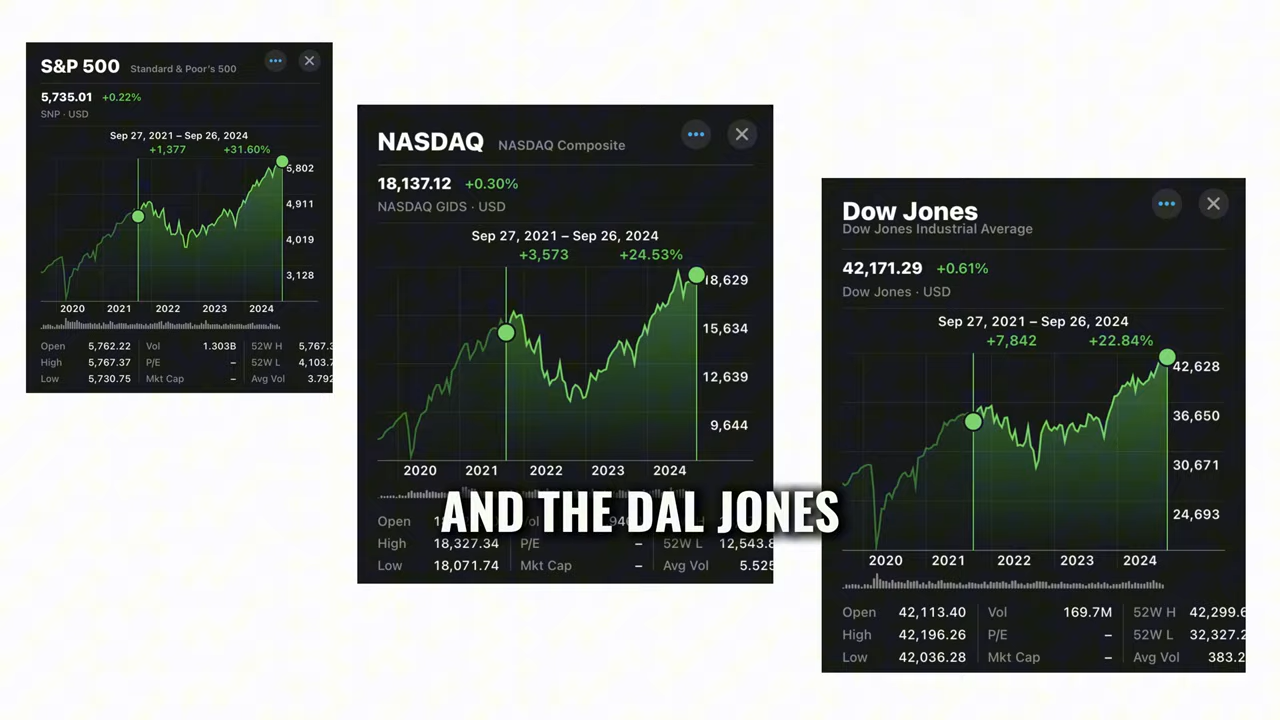 S&P 500 Standard & Poor's 500
5,735.01 +0.22%
SNP · USD
Sep 27, 2021 – Sep 26, 2024
+1,377 +31.60%
5,802
4,911
4,019
3,128
2020 2021 2022 2023 2024
Open 5,762.22 Vol 1.303B 52W H 5,767.3
High 5,767.37 P/E – 52W L 4,103.7
Low 5,730.75 Mkt Cap – Avg Vol 3.792
NASDAQ NASDAQ Composite
18,137.12 +0.30%
NASDAQ GIDS · USD
Sep 27, 2021 – Sep 26, 2024
+3,573 +24.53%
18,629
15,634
12,639
9,644
2020 2021 2022 2023 2024
AND THE DAL JONES
Open
High 18,327.34 P/E – 52W L 12,543.8
Low 18,071.74 Mkt Cap – Avg Vol 5.525
Dow Jones
Dow Jones Industrial Average
42,171.29 +0.61%
Dow Jones · USD
Sep 27, 2021 – Sep 26, 2024
+7,842 +22.84%
42,628
36,650
30,671
24,693
2020 2021 2022 2023 2024
Open 42,113.40 Vol 169.7M 52W H 42,299.6
High 42,196.26 P/E – 52W L 32,327.2
Low 42,036.28 Mkt Cap – Avg Vol 383.2